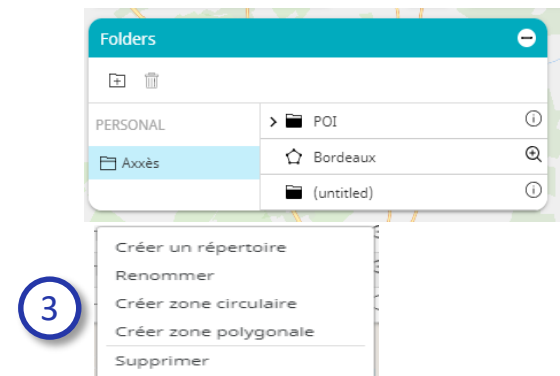 Folders
PERSONAL
Axxès
POI
Bordeaux
(untitled)
Créer un répertoire
Renommer
Créer zone circulaire
Créer zone polygonale
Supprimer
3